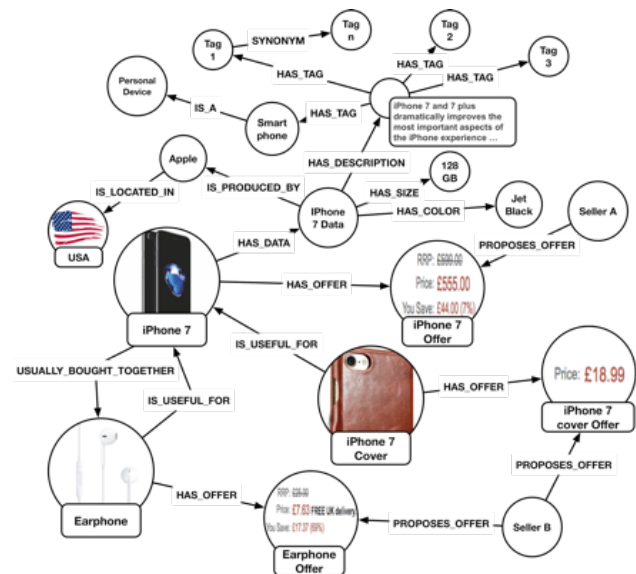 Tag
n
Tag
2
Tag
1
SYNONYM
Tag
3
HAS_TAG
HAS_TAG
HAS_TAG
Personal
Device
IS_A
Smart
phone
HAS_TAG
iPhone 7 and 7 plus
dramatically improves the
most important aspects of
the iPhone experience ...
Apple
HAS_DESCRIPTION
128
GB
IS_LOCATED_IN
IS_PRODUCED_BY
HAS_SIZE
IPhone
7 Data
HAS_COLOR
Jet
Black
Seller A
USA
HAS_DATA
PROPOSES_OFFER
RRP: £599.00
Price: £555.00
You Save: £44.00 (7%)
HAS_OFFER
iPhone 7
iPhone 7
Offer
IS_USEFUL_FOR
USUALLY_BOUGHT_TOGETHER
Price: £18.99
HAS_OFFER
IS_USEFUL_FOR
iPhone 7
cover Offer
iPhone 7
Cover
PROPOSES_OFFER
HAS_OFFER
RRP:
Price: £7.63 FREE UK delivery.
You Save: £17.37 (69%)
Earphone
PROPOSES_OFFER
Seller B
Earphone
Offer